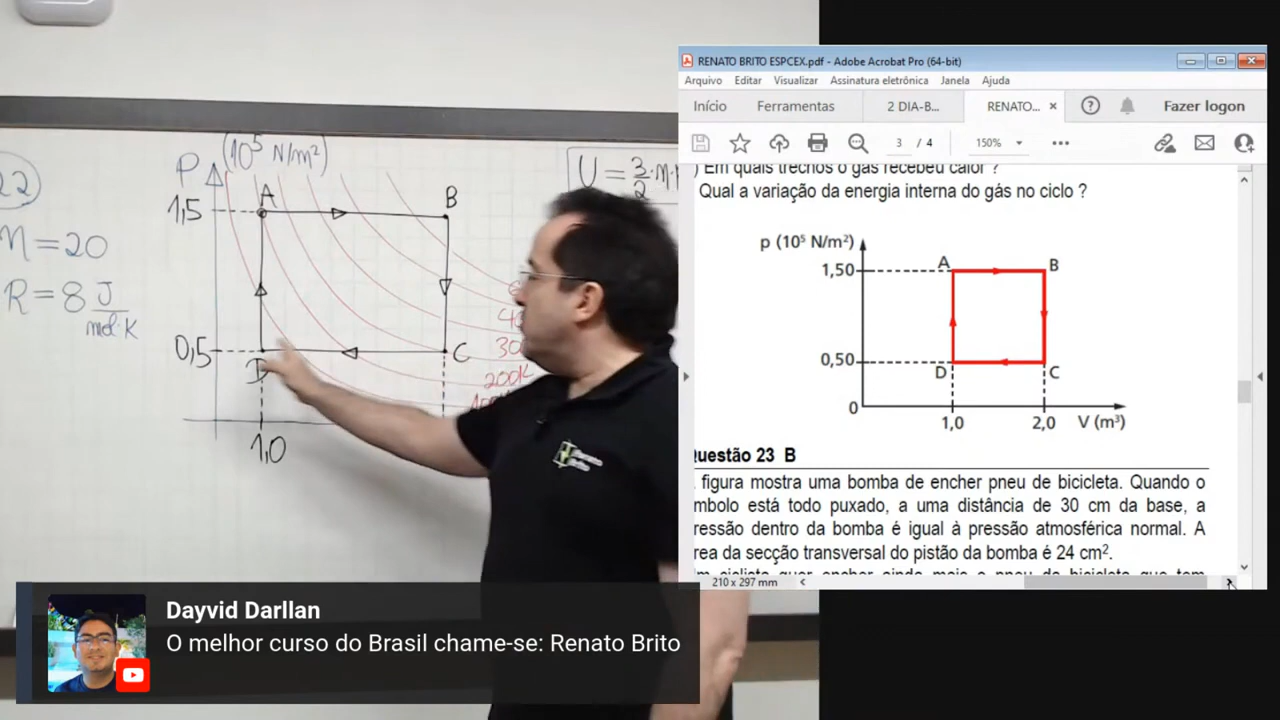 22
n = 20
R = 8 J
mol·K
P (10⁵ N/m²)
A
B
1,5
0,5
D
C
1,0
40
300
200K
U = 3
2
RENATO BRITO ESPCEX.pdf - Adobe Acrobat Pro (64-bit)
Arquivo Editar Visualizar Assinatura eletrônica Janela Ajuda
Início Ferramentas 2 DIA-B... RENATO... ×
Fazer logon
3 / 4 150%
) Em quais trechos o gás recebeu calor ?
Qual a variação da energia interna do gás no ciclo ?
p (10⁵ N/m²)
1,50
A
B
0,50
D
C
0
1,0
2,0
V (m³)
uestão 23 B
figura mostra uma bomba de encher pneu de bicicleta. Quando o
mbolo está todo puxado, a uma distância de 30 cm da base, a
ressão dentro da bomba é igual à pressão atmosférica normal. A
rea da secção transversal do pistão da bomba é 24 cm².
210 x 297 mm
Dayvid Darllan
O melhor curso do Brasil chame-se: Renato Brito